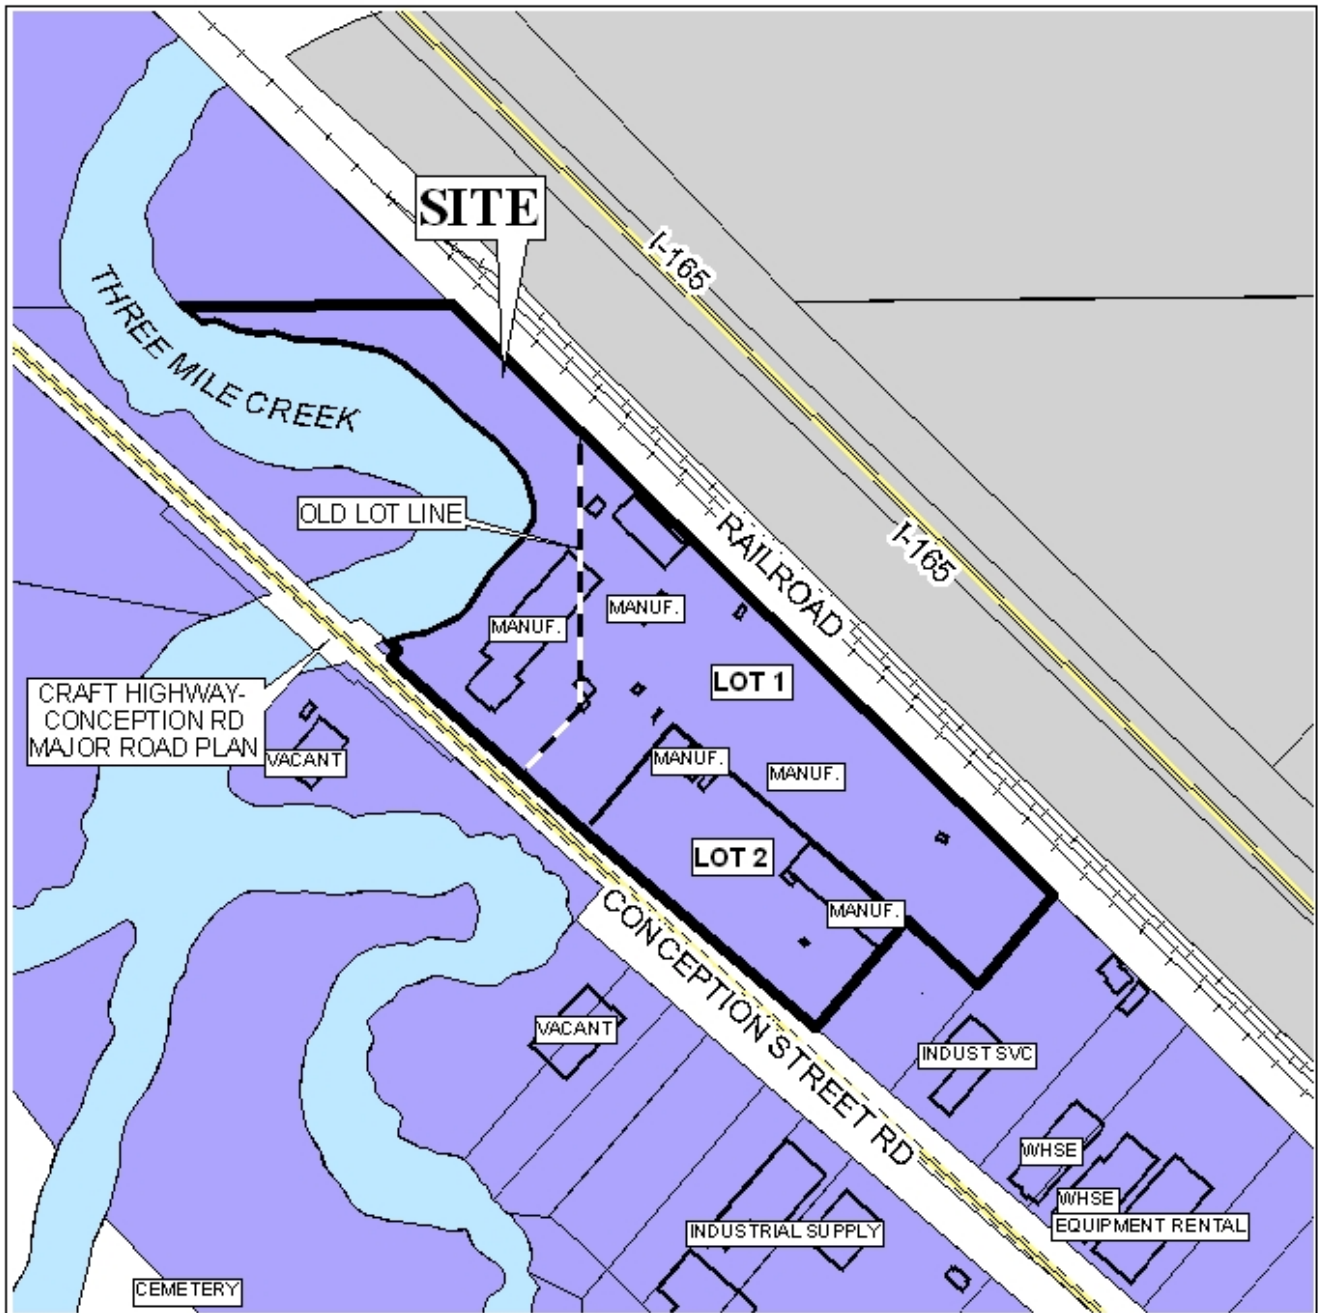 SITE
I-165
THREE MILE CREEK
OLD LOT LINE
RAILROAD
I-165
MANUF.
MANUF.
LOT 1
CRAFT HIGHWAY-
CONCEPTION RD
MAJOR ROAD PLAN
VACANT
MANUF.
MANUF.
LOT 2
MANUF.
CONCEPTION STREET RD
VACANT
INDUST SVC
WHSE
WHSE
EQUIPMENT RENTAL
INDUSTRIAL SUPPLY
CEMETERY